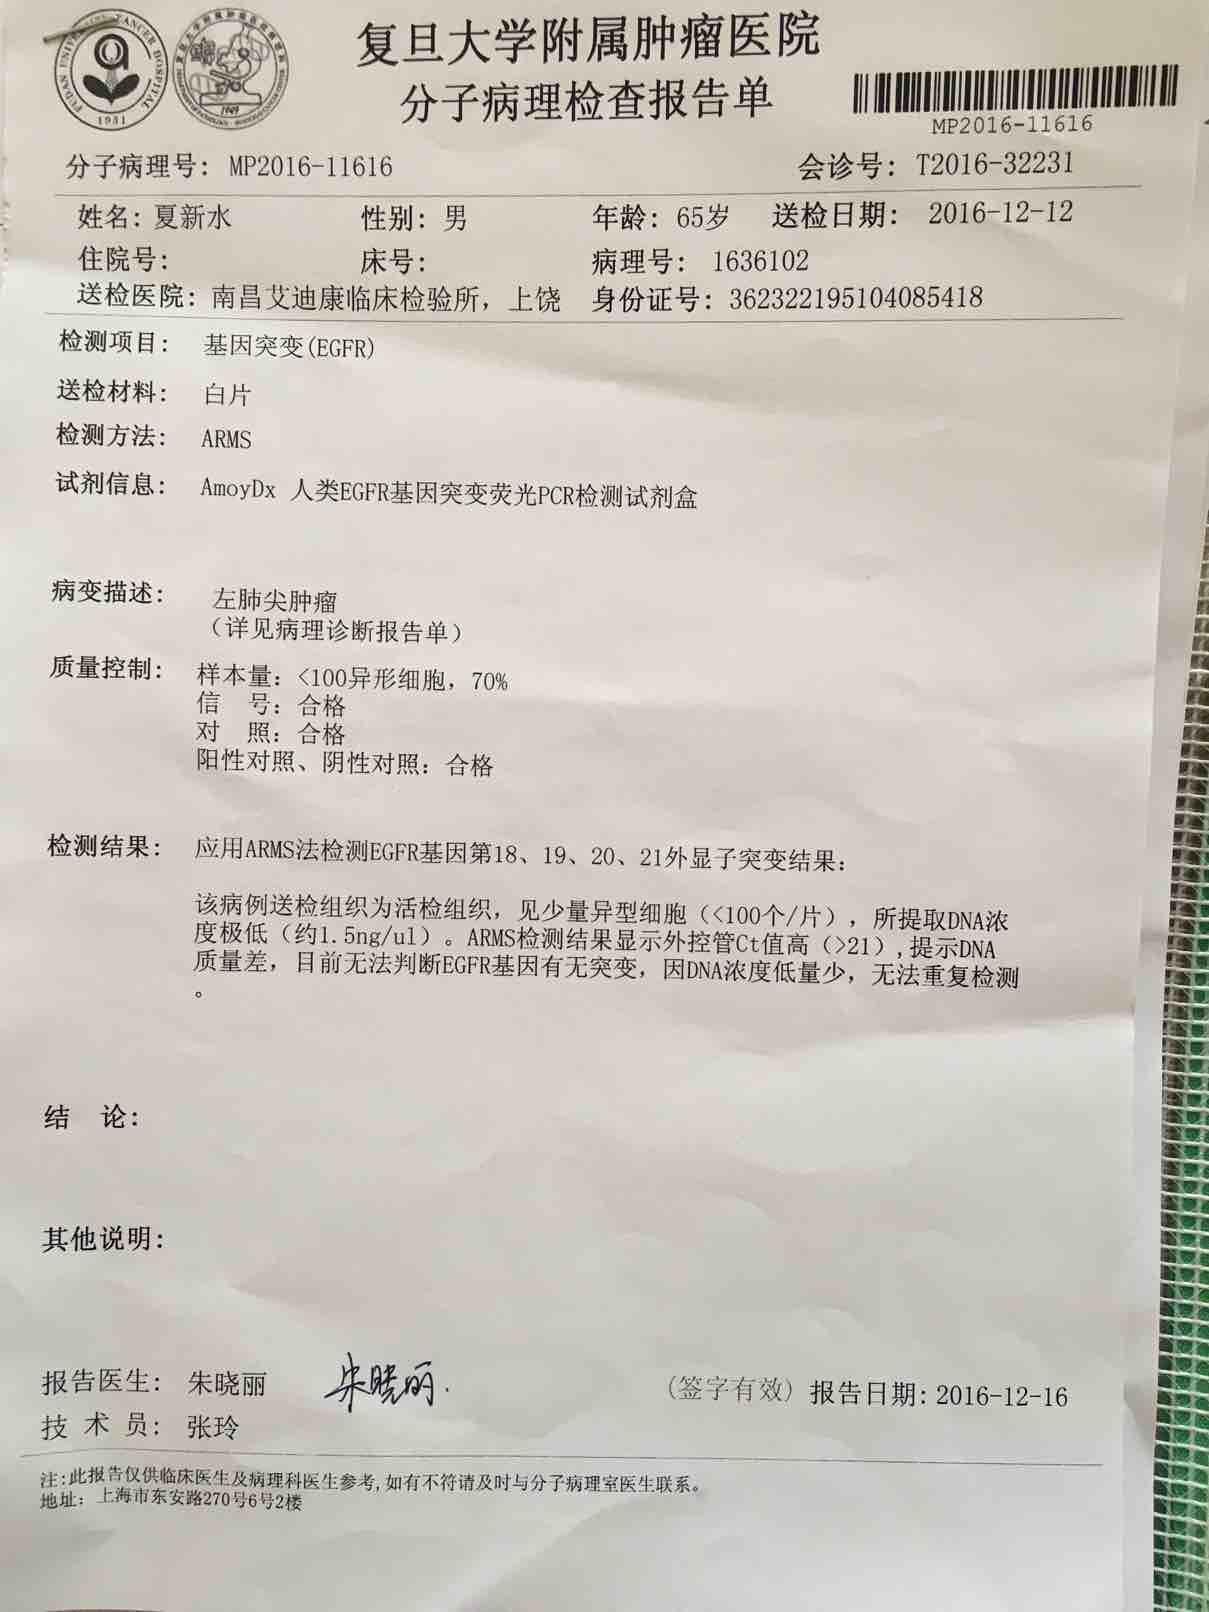 FUDAN UNIVERSITY CANCER HOSPITAL
1931
复旦大学附属肿瘤医院
分子病理检查报告单
MP2016-11616
分子病理号: MP2016-11616 会诊号: T2016-32231
姓名: 夏新水 性别: 男 年龄: 65岁 送检日期: 2016-12-12
住院号: 床号: 病理号: 1636102
送检医院: 南昌艾迪康临床检验所，上饶 身份证号: 362322195104085418
检测项目: 基因突变(EGFR)
送检材料: 白片
检测方法: ARMS
试剂信息: AmoyDx 人类EGFR基因突变荧光PCR检测试剂盒
病变描述: 左肺尖肿瘤
（详见病理诊断报告单）
质量控制: 样本量: <100异形细胞，70%
信 号: 合格
对 照: 合格
阳性对照、阴性对照: 合格
检测结果: 应用ARMS法检测EGFR基因第18、19、20、21外显子突变结果:
该病例送检组织为活检组织，见少量异型细胞（<100个/片），所提取DNA浓
度极低（约1.5ng/ul）。ARMS检测结果显示外控管Ct值高（>21）,提示DNA
质量差，目前无法判断EGFR基因有无突变，因DNA浓度低量少，无法重复检测
。
结 论:
其他说明:
报告医生: 朱晓丽 朱晓丽 (签字有效) 报告日期: 2016-12-16
技 术 员: 张玲
注:此报告仅供临床医生及病理科医生参考,如有不符请及时与分子病理室医生联系。
地址: 上海市东安路270号6号2楼